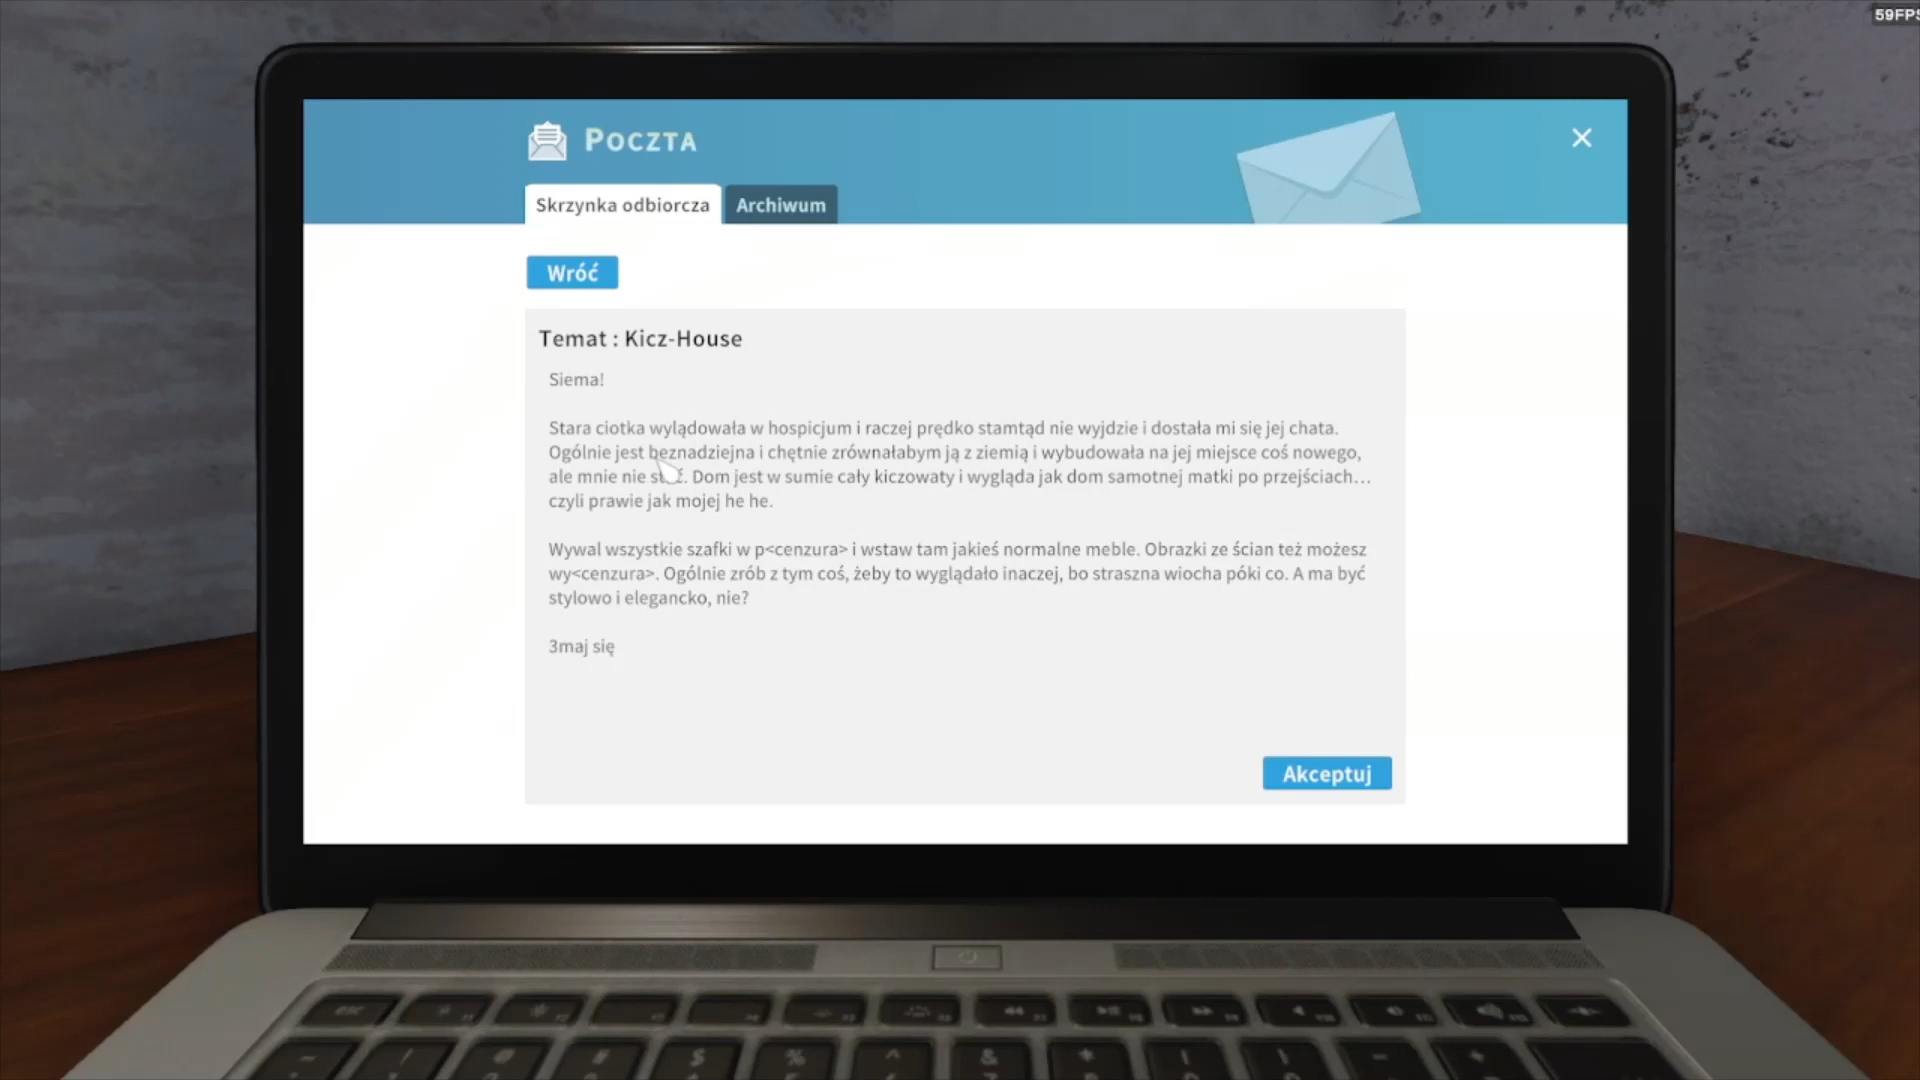 59FPS
Poczta
Skrzynka odbiorcza
Archiwum
Wróć
Temat : Kicz-House
Siema!
Stara ciotka wylądowała w hospicjum i raczej prędko stamtąd nie wyjdzie i dostała mi się jej chata.
Ogólnie jest beznadziejna i chętnie zrównałabym ją z ziemią i wybudowała na jej miejsce coś nowego,
ale mnie nie stać. Dom jest w sumie cały kiczowaty i wygląda jak dom samotnej matki po przejściach...
czyli prawie jak mojej he he.
Wywal wszystkie szafki w p<cenzura> i wstaw tam jakieś normalne meble. Obrazki ze ścian też możesz
wy<cenzura>. Ogólnie zrób z tym coś, żeby to wyglądało inaczej, bo straszna wiocha póki co. A ma być
stylowo i elegancko, nie?
3maj się
Akceptuj
esc